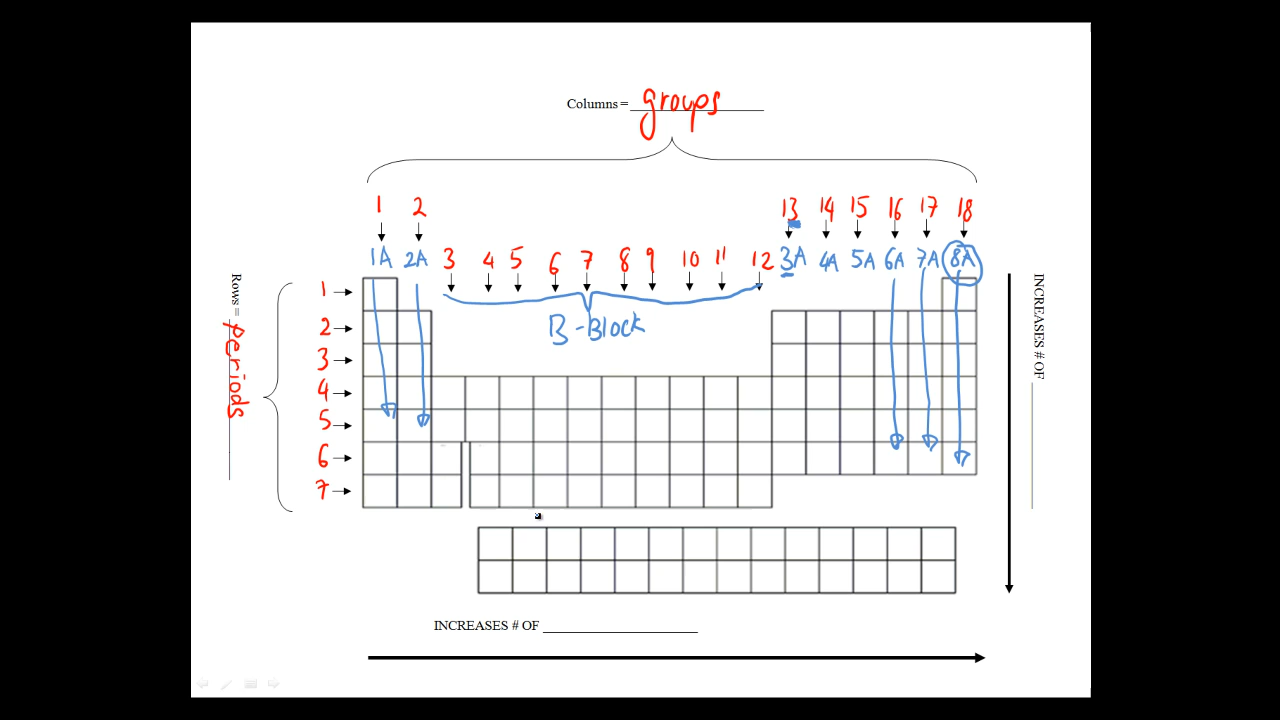 Columns = groups
1 2 13 14 15 16 17 18
1A 2A 3 4 5 6 7 8 9 10 11 12 3A 4A 5A 6A 7A 8A
B-Block
Rows = Periods
1
2
3
4
5
6
7
INCREASES # OF
INCREASES # OF